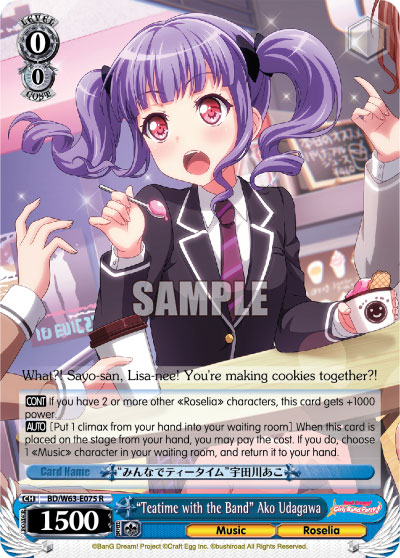 LEVEL
0
0
COST
SAMPLE
What?! Sayo-san, Lisa-nee! You're making cookies together?!
CONT If you have 2 or more other «Roselia» characters, this card gets +1000
power.
AUTO [Put 1 climax from your hand into your waiting room] When this card is
placed on the stage from your hand, you may pay the cost. If you do, choose
1 «Music» character in your waiting room, and return it to your hand.
Card Name
"みんなでティータイム"宇田川あこ
CH BD/W63-E075 R
POWER
1500
"Teatime with the Band" Ako Udagawa
Music
Roselia
©BanG Dream! Project ©Craft Egg Inc. ©bushiroad All Rights Reserved.